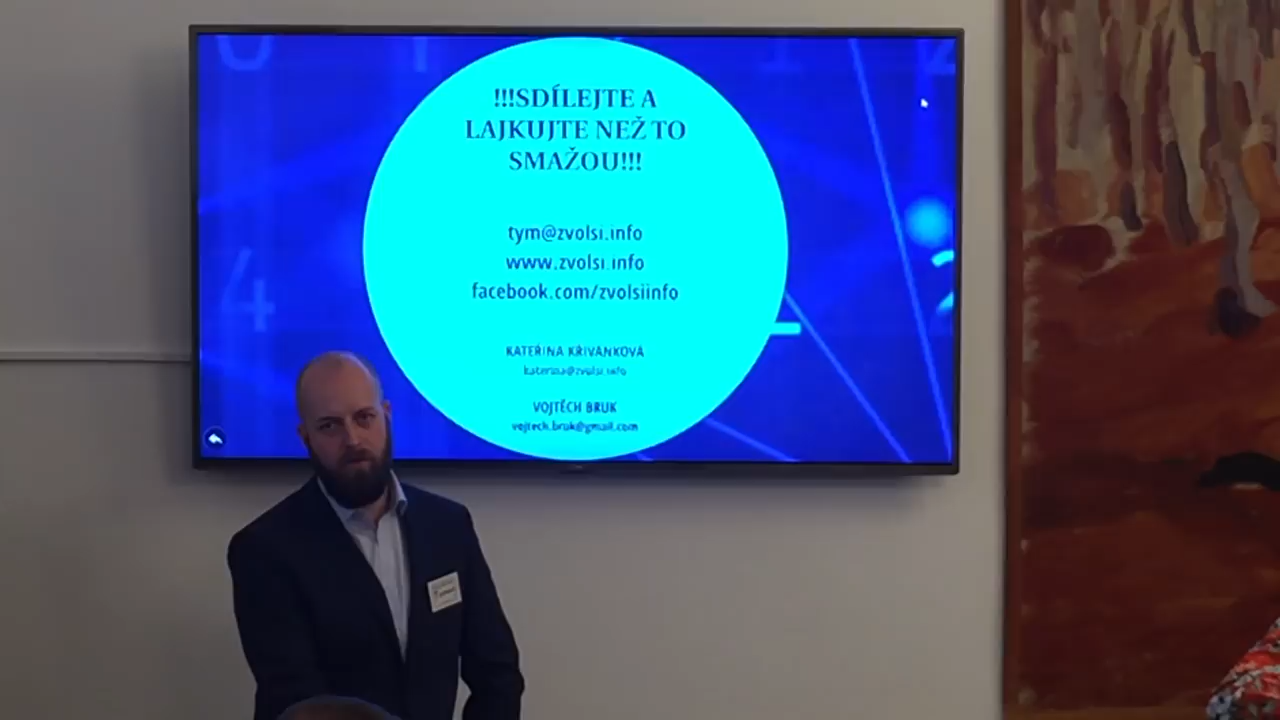 !!!SDÍLEJTE A
LAJKUJTE NEŽ TO
SMAŽOU!!!
tym@zvolsi.info
www.zvolsi.info
facebook.com/zvolsiinfo
KATEŘINA KŘIVÁNKOVÁ
katerina@zvolsi.info
VOJTĚCH BRUK
vojtech.bruk@gmail.com
4